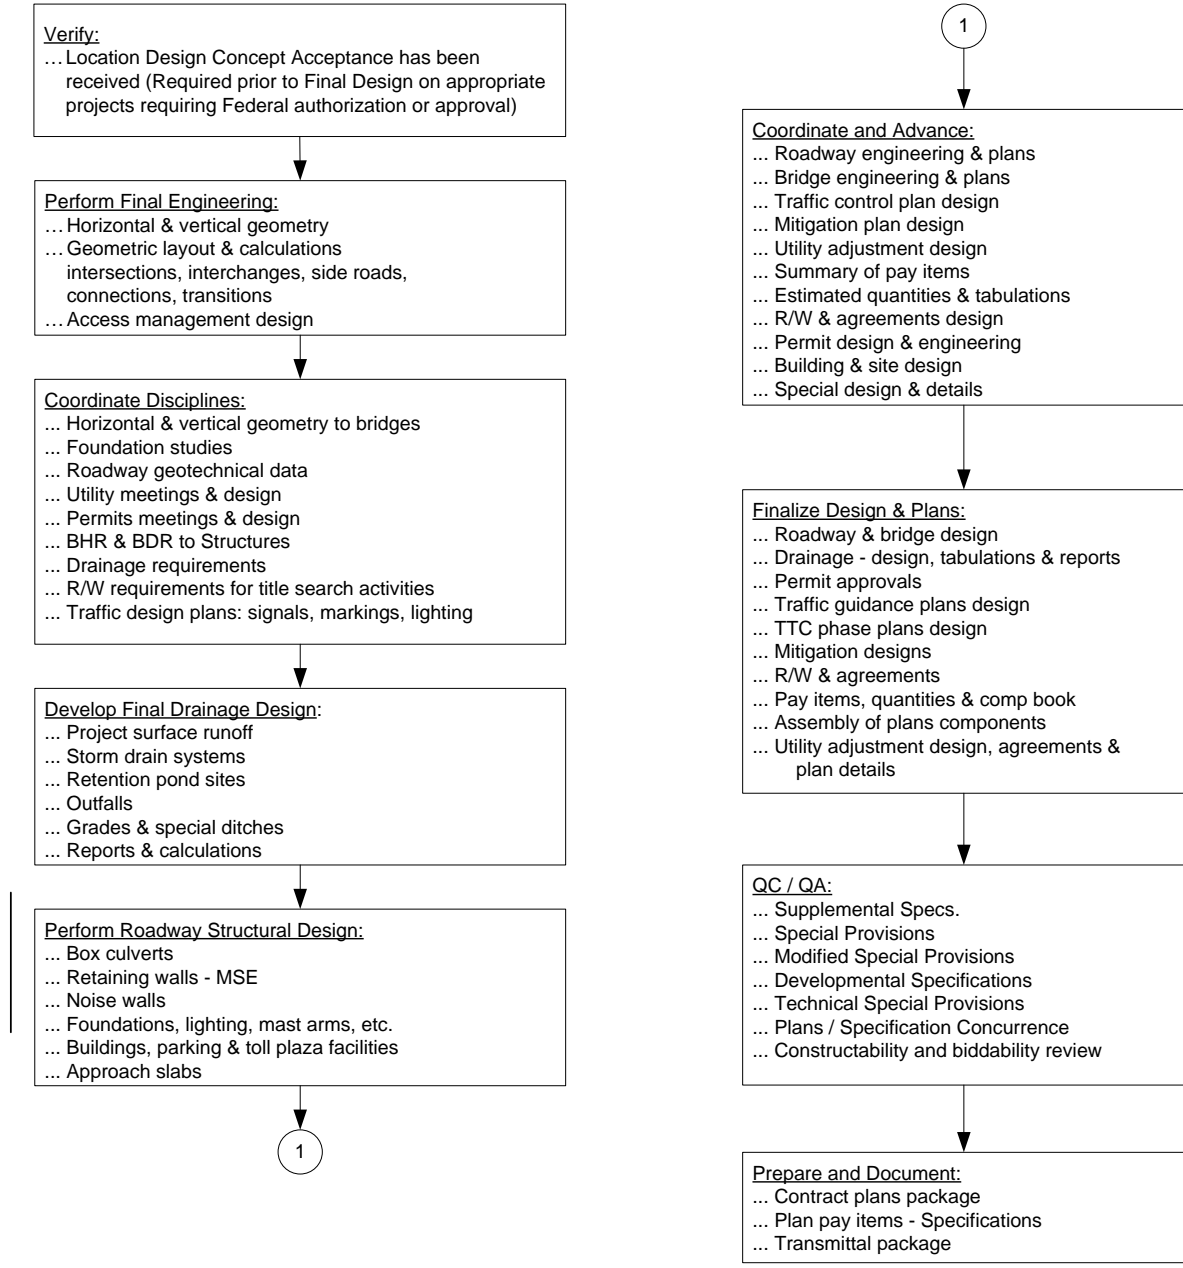 Verify:
…Location Design Concept Acceptance has been
received (Required prior to Final Design on appropriate
projects requiring Federal authorization or approval)
Perform Final Engineering:
…Horizontal & vertical geometry
…Geometric layout & calculations
intersections, interchanges, side roads,
connections, transitions
…Access management design
Coordinate Disciplines:
... Horizontal & vertical geometry to bridges
... Foundation studies
... Roadway geotechnical data
... Utility meetings & design
... Permits meetings & design
... BHR & BDR to Structures
... Drainage requirements
... R/W requirements for title search activities
... Traffic design plans: signals, markings, lighting
Develop Final Drainage Design:
... Project surface runoff
... Storm drain systems
... Retention pond sites
... Outfalls
... Grades & special ditches
... Reports & calculations
Perform Roadway Structural Design:
... Box culverts
... Retaining walls - MSE
... Noise walls
... Foundations, lighting, mast arms, etc.
... Buildings, parking & toll plaza facilities
... Approach slabs
1
1
Coordinate and Advance:
... Roadway engineering & plans
... Bridge engineering & plans
... Traffic control plan design
... Mitigation plan design
... Utility adjustment design
... Summary of pay items
... Estimated quantities & tabulations
... R/W & agreements design
... Permit design & engineering
... Building & site design
... Special design & details
Finalize Design & Plans:
... Roadway & bridge design
... Drainage - design, tabulations & reports
... Permit approvals
... Traffic guidance plans design
... TTC phase plans design
... Mitigation designs
... R/W & agreements
... Pay items, quantities & comp book
... Assembly of plans components
... Utility adjustment design, agreements &
plan details
QC / QA:
... Supplemental Specs.
... Special Provisions
... Modified Special Provisions
... Developmental Specifications
... Technical Special Provisions
... Plans / Specification Concurrence
... Constructability and biddability review
Prepare and Document:
... Contract plans package
... Plan pay items - Specifications
... Transmittal package